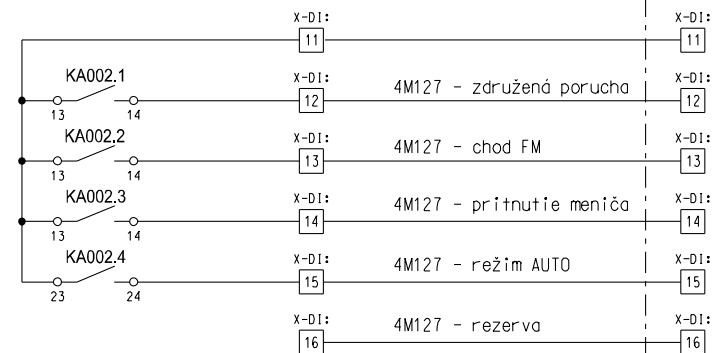 X-DI: X-DI:
11 11
KA002.1 X-DI: 4M127 - združená porucha X-DI:
13 14 12 12
KA002.2 X-DI: 4M127 - chod FM X-DI:
13 14 13 13
KA002.3 X-DI: 4M127 - pritnutie meniča X-DI:
13 14 14 14
KA002.4 X-DI: 4M127 - režim AUTO X-DI:
23 24 15 15
X-DI: 4M127 - rezerva X-DI:
16 16